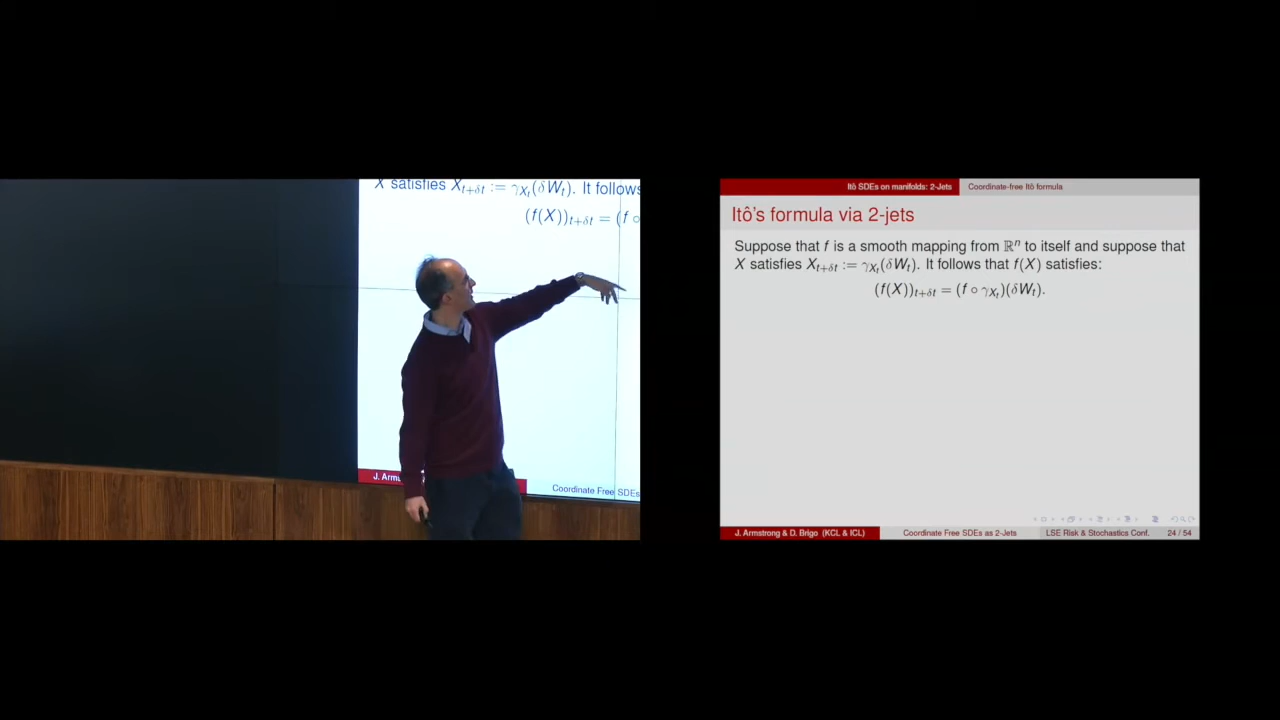 X satisfies X_{t+δt} := γ_{X_t}(δW_t). It follows
(f(X))_{t+δt} = (f ∘
Coordinate Free SDEs
Itô SDEs on manifolds: 2-Jets Coordinate-free Itô formula
Itô's formula via 2-jets
Suppose that f is a smooth mapping from ℝⁿ to itself and suppose that
X satisfies X_{t+δt} := γ_{X_t}(δW_t). It follows that f(X) satisfies:
(f(X))_{t+δt} = (f ∘ γ_{X_t})(δW_t).
J. Armstrong & D. Brigo (KCL & ICL) Coordinate Free SDEs as 2-Jets LSE Risk & Stochastics Conf. 24 / 54